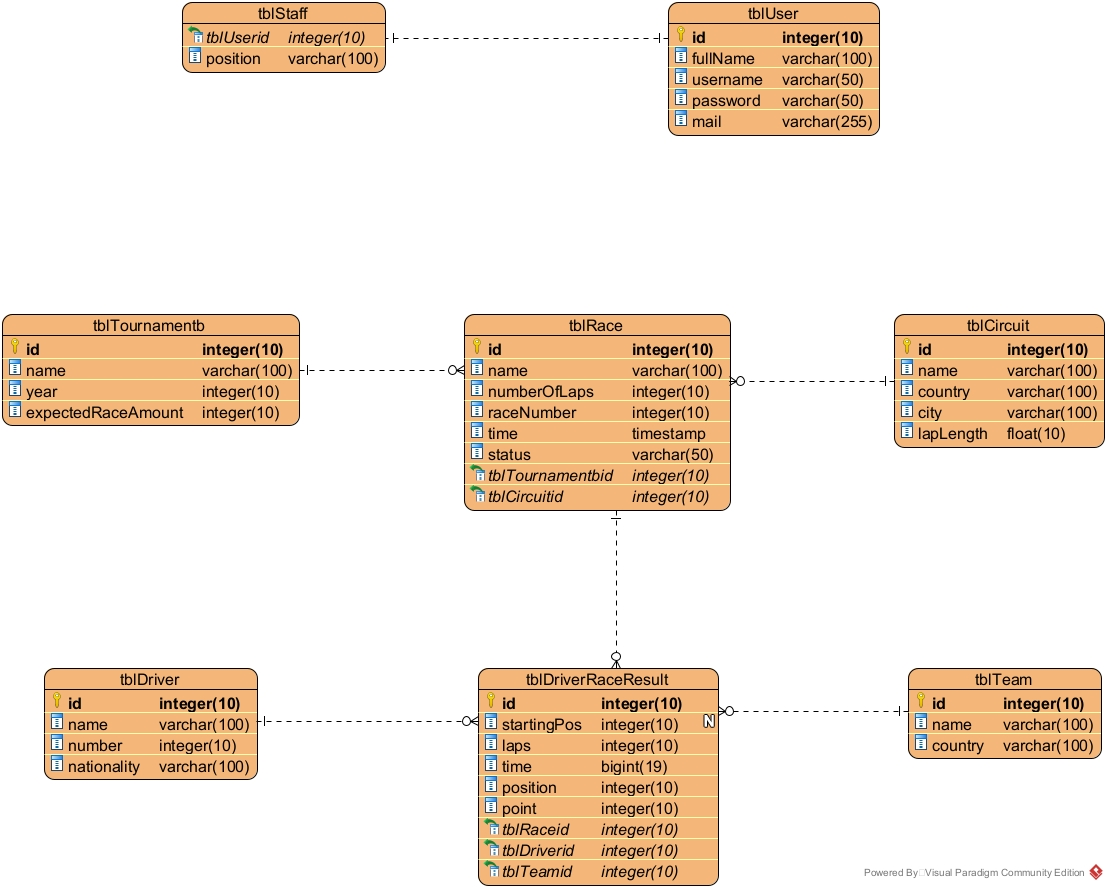 tblStaff
tblUserid integer(10)
position varchar(100)
tblUser
id integer(10)
fullName varchar(100)
username varchar(50)
password varchar(50)
mail varchar(255)
tblTournamentb
id integer(10)
name varchar(100)
year integer(10)
expectedRaceAmount integer(10)
tblRace
id integer(10)
name varchar(100)
numberOfLaps integer(10)
raceNumber integer(10)
time timestamp
status varchar(50)
tblTournamentbid integer(10)
tblCircuitid integer(10)
tblCircuit
id integer(10)
name varchar(100)
country varchar(100)
city varchar(100)
lapLength float(10)
tblDriver
id integer(10)
name varchar(100)
number integer(10)
nationality varchar(100)
tblDriverRaceResult
id integer(10)
startingPos integer(10) N
laps integer(10)
time bigint(19)
position integer(10)
point integer(10)
tblRaceid integer(10)
tblDriverid integer(10)
tblTeamid integer(10)
tblTeam
id integer(10)
name varchar(100)
country varchar(100)
Powered By Visual Paradigm Community Edition